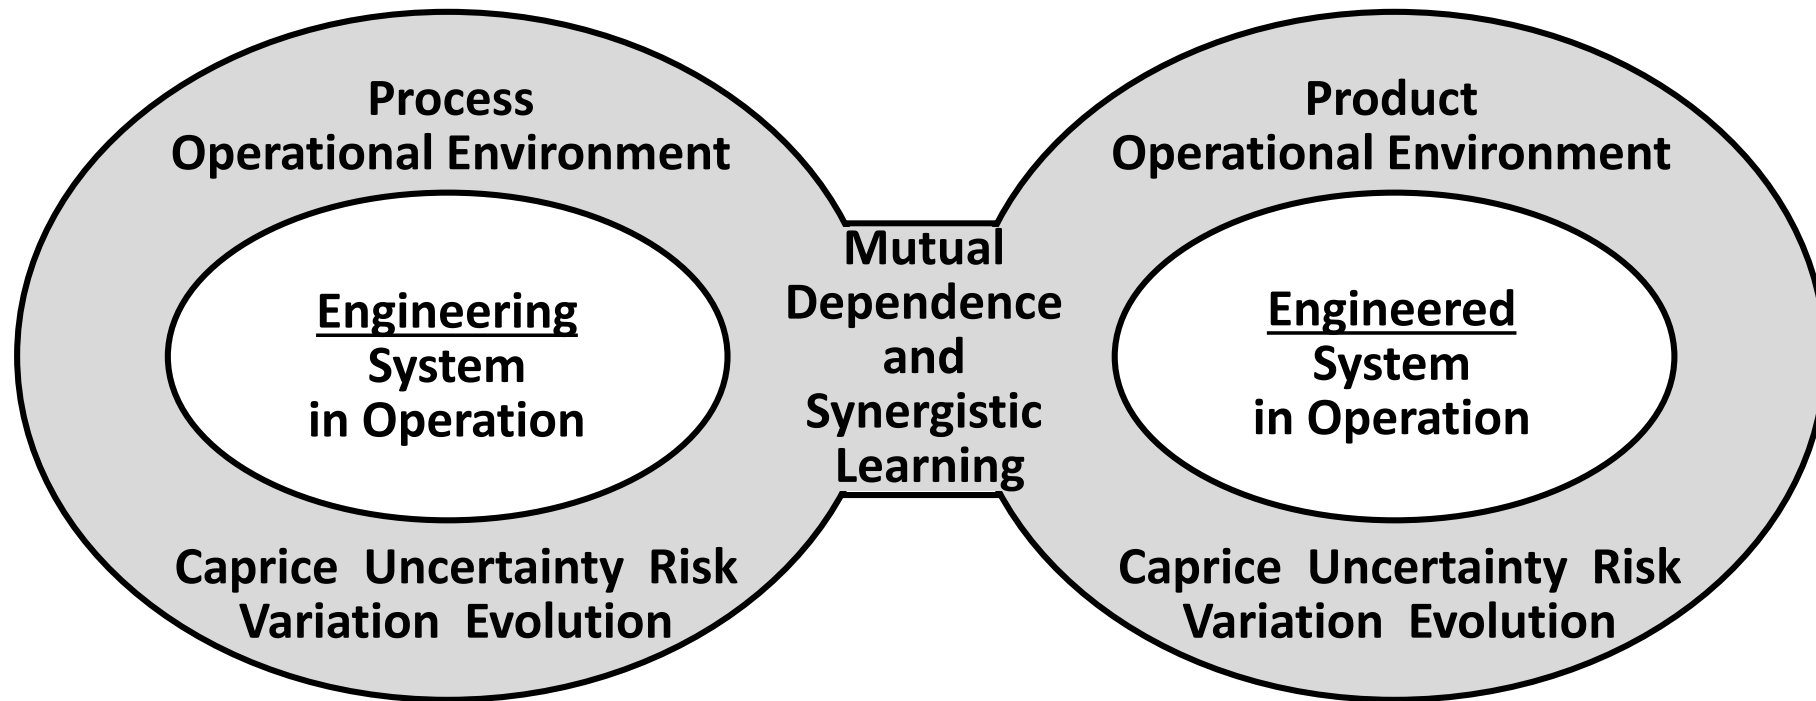 Process
Operational Environment
Engineering
System
in Operation
Caprice Uncertainty Risk
Variation Evolution
Mutual
Dependence
and
Synergistic
Learning
Product
Operational Environment
Engineered
System
in Operation
Caprice Uncertainty Risk
Variation Evolution